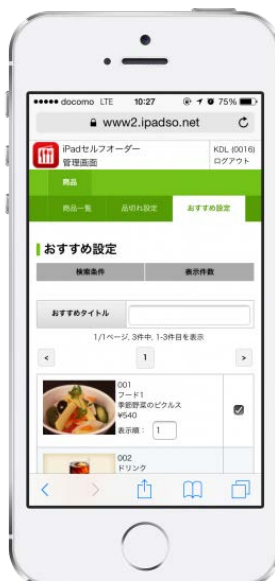 docomo LTE 10:27 75%
www2.ipadso.net
iPadセルフオーダー
管理画面
KDL (0016)
ログアウト
商品
商品一覧 品切れ設定 おすすめ設定
おすすめ設定
検索条件 表示件数
おすすめタイトル
1/1ページ, 3件中, 1-3件目を表示
< 1 >
001
フード1
季節野菜のピクルス
¥540
表示順： 1
002
ドリンク